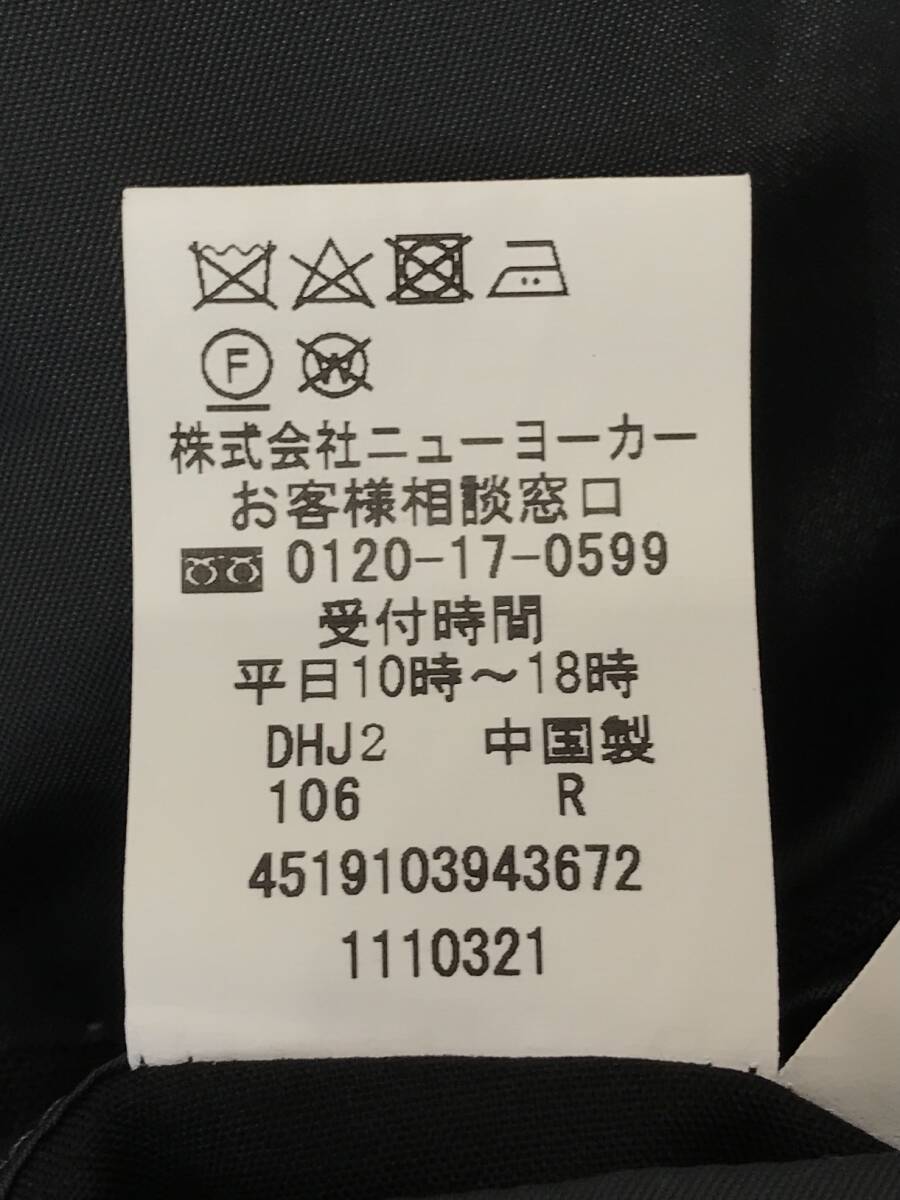 F W
株式会社ニューヨーカー
お客様相談窓口
0120-17-0599
受付時間
平日10時～18時
DHJ2 中国製
106 R
4519103943672
1110321